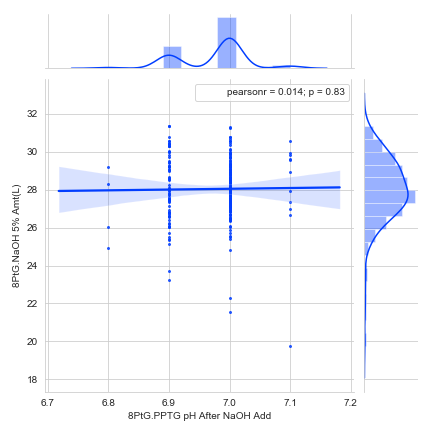 pearsonr = 0.014; p = 0.83
32
30
28
26
24
22
20
18
8PtG.NaOH 5% Amt(L)
6.7 6.8 6.9 7.0 7.1 7.2
8PtG.PPTG pH After NaOH Add